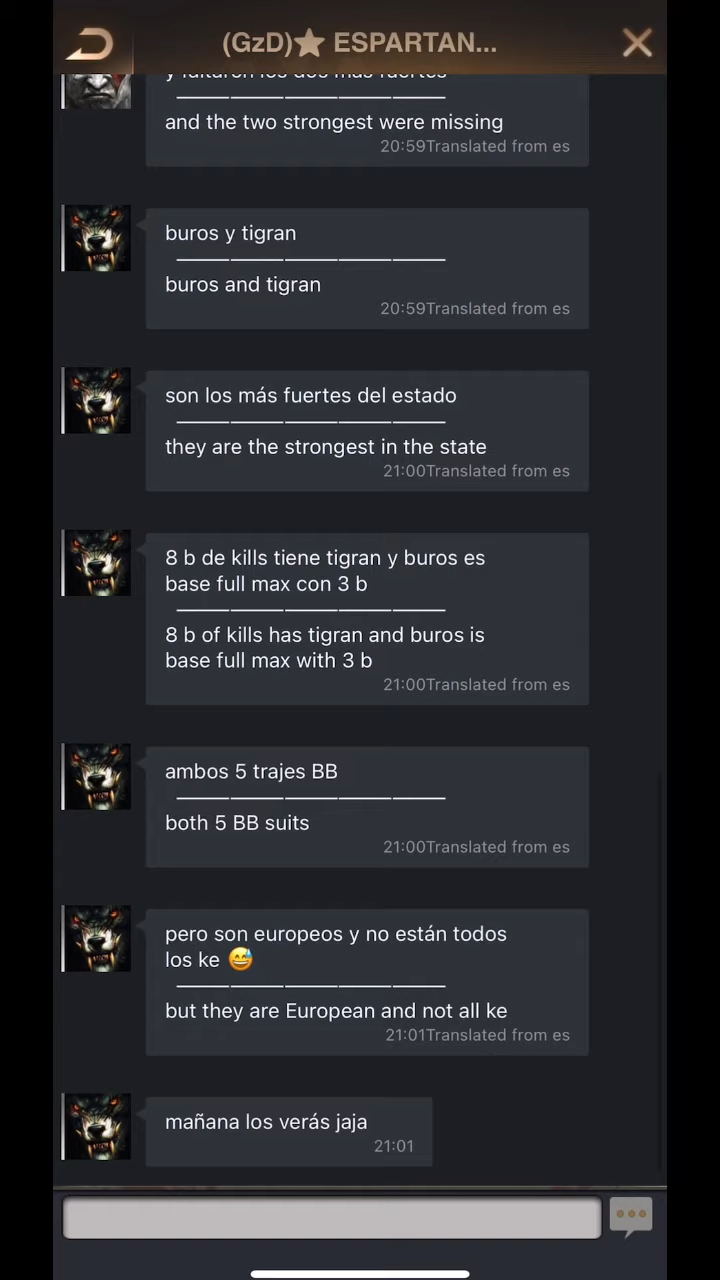 (GzD)⭐ ESPARTAN...
y faltaron los dos más fuertes
and the two strongest were missing
20:59Translated from es
buros y tigran
buros and tigran
20:59Translated from es
son los más fuertes del estado
they are the strongest in the state
21:00Translated from es
8 b de kills tiene tigran y buros es
base full max con 3 b
8 b of kills has tigran and buros is
base full max with 3 b
21:00Translated from es
ambos 5 trajes BB
both 5 BB suits
21:00Translated from es
pero son europeos y no están todos
los ke 😅
but they are European and not all ke
21:01Translated from es
mañana los verás jaja
21:01